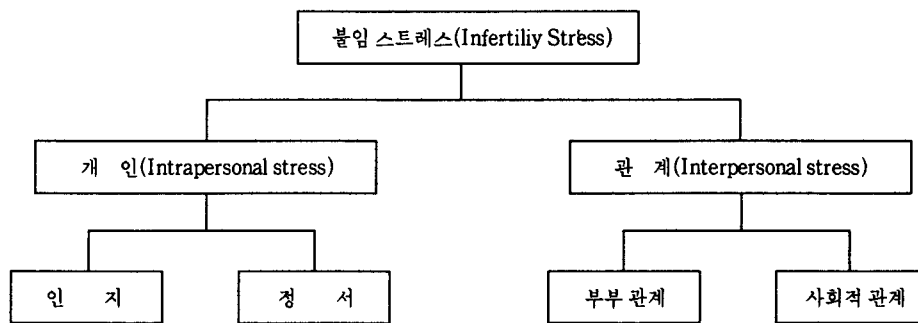 불임 스트레스(Infertiliy Stress)
개 인(Intrapersonal stress)
관 계(Interpersonal stress)
인 지
정 서
부부 관계
사회적 관계